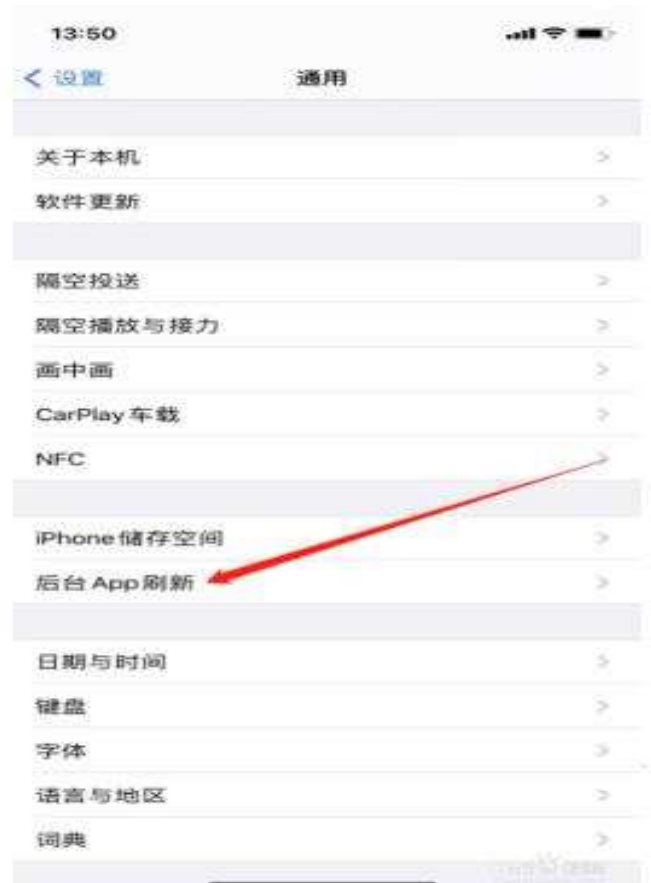 13:50
设置 通用
关于本机
软件更新
隔空投送
隔空播放与接力
画中画
CarPlay 车载
NFC
iPhone 储存空间
后台 App 刷新
日期与时间
键盘
字体
语言与地区
词典